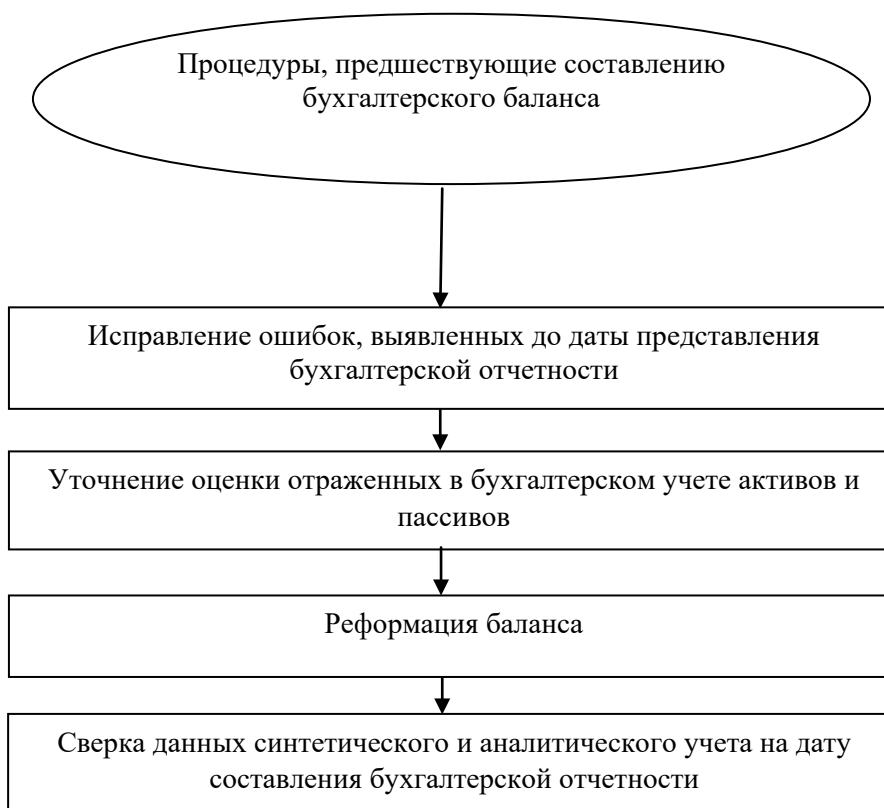 Процедуры, предшествующие составлению
бухгалтерского баланса
Исправление ошибок, выявленных до даты представления
бухгалтерской отчетности
Уточнение оценки отраженных в бухгалтерском учете активов и
пассивов
Реформация баланса
Сверка данных синтетического и аналитического учета на дату
составления бухгалтерской отчетности